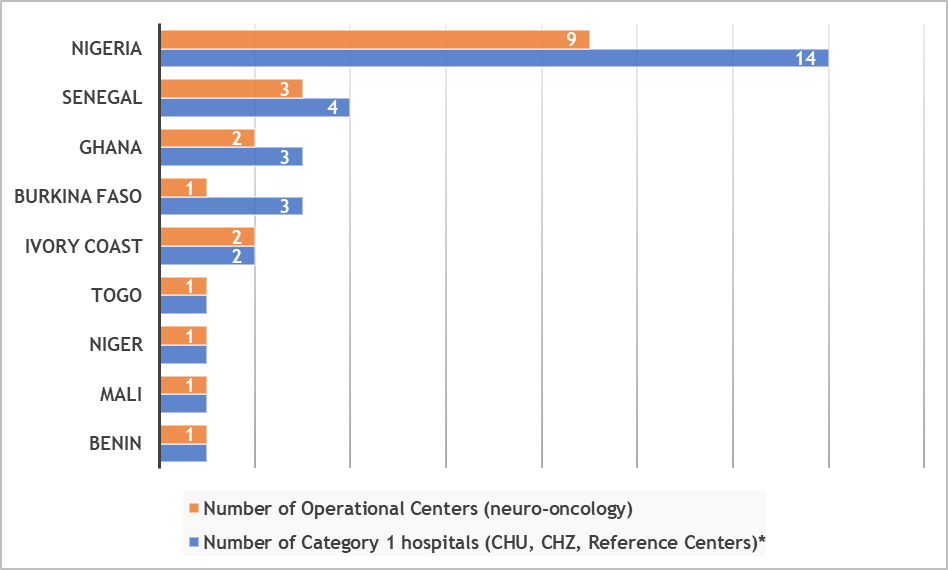 NIGERIA
9
14
SENEGAL
3
4
GHANA
2
3
BURKINA FASO
1
3
IVORY COAST
2
2
TOGO
1
NIGER
1
MALI
1
BENIN
1
Number of Operational Centers (neuro-oncology)
Number of Category 1 hospitals (CHU, CHZ, Reference Centers)*